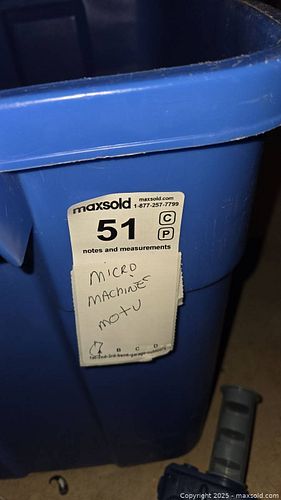 maxsold maxsold.com
1-877-257-7799
51 C
P
notes and measurements
MICRO
MACHINES
MOTU
A B C D
Copyright 2025 - maxsold.com